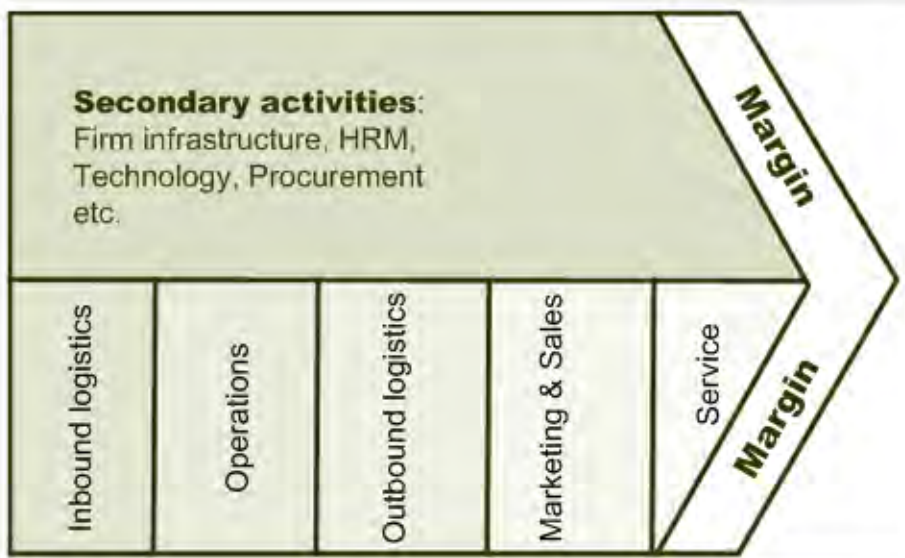 Secondary activities:
Firm infrastructure, HRM,
Technology, Procurement
etc.
Margin
Inbound logistics
Operations
Outbound logistics
Marketing & Sales
Service
Margin